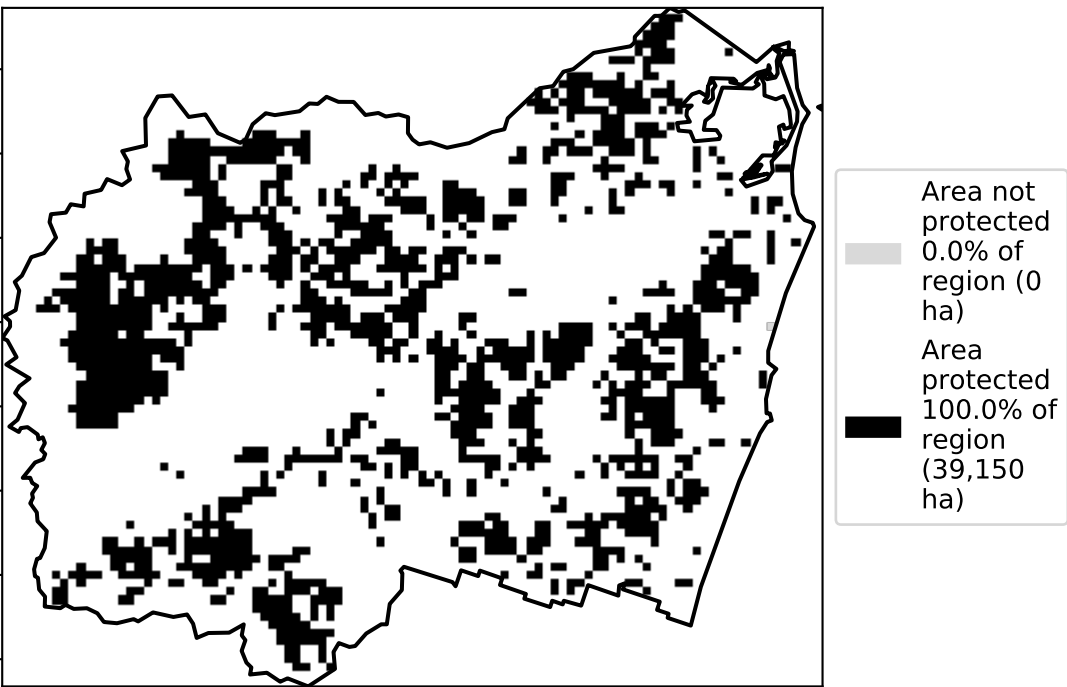 Area not
protected
0.0% of
region (0
ha)
Area
protected
100.0% of
region
(39,150
ha)